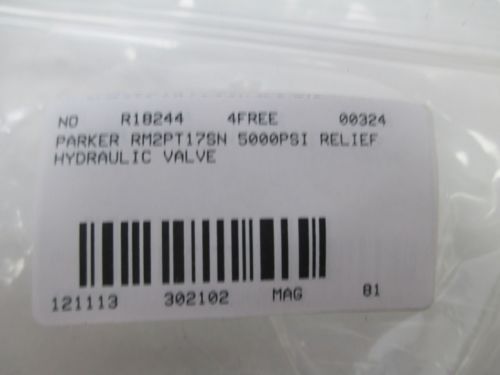 NO R18244 4FREE 00324
PARKER RM2PT17SN 5000PSI RELIEF
HYDRAULIC VALVE
121113 302102 MAG 81